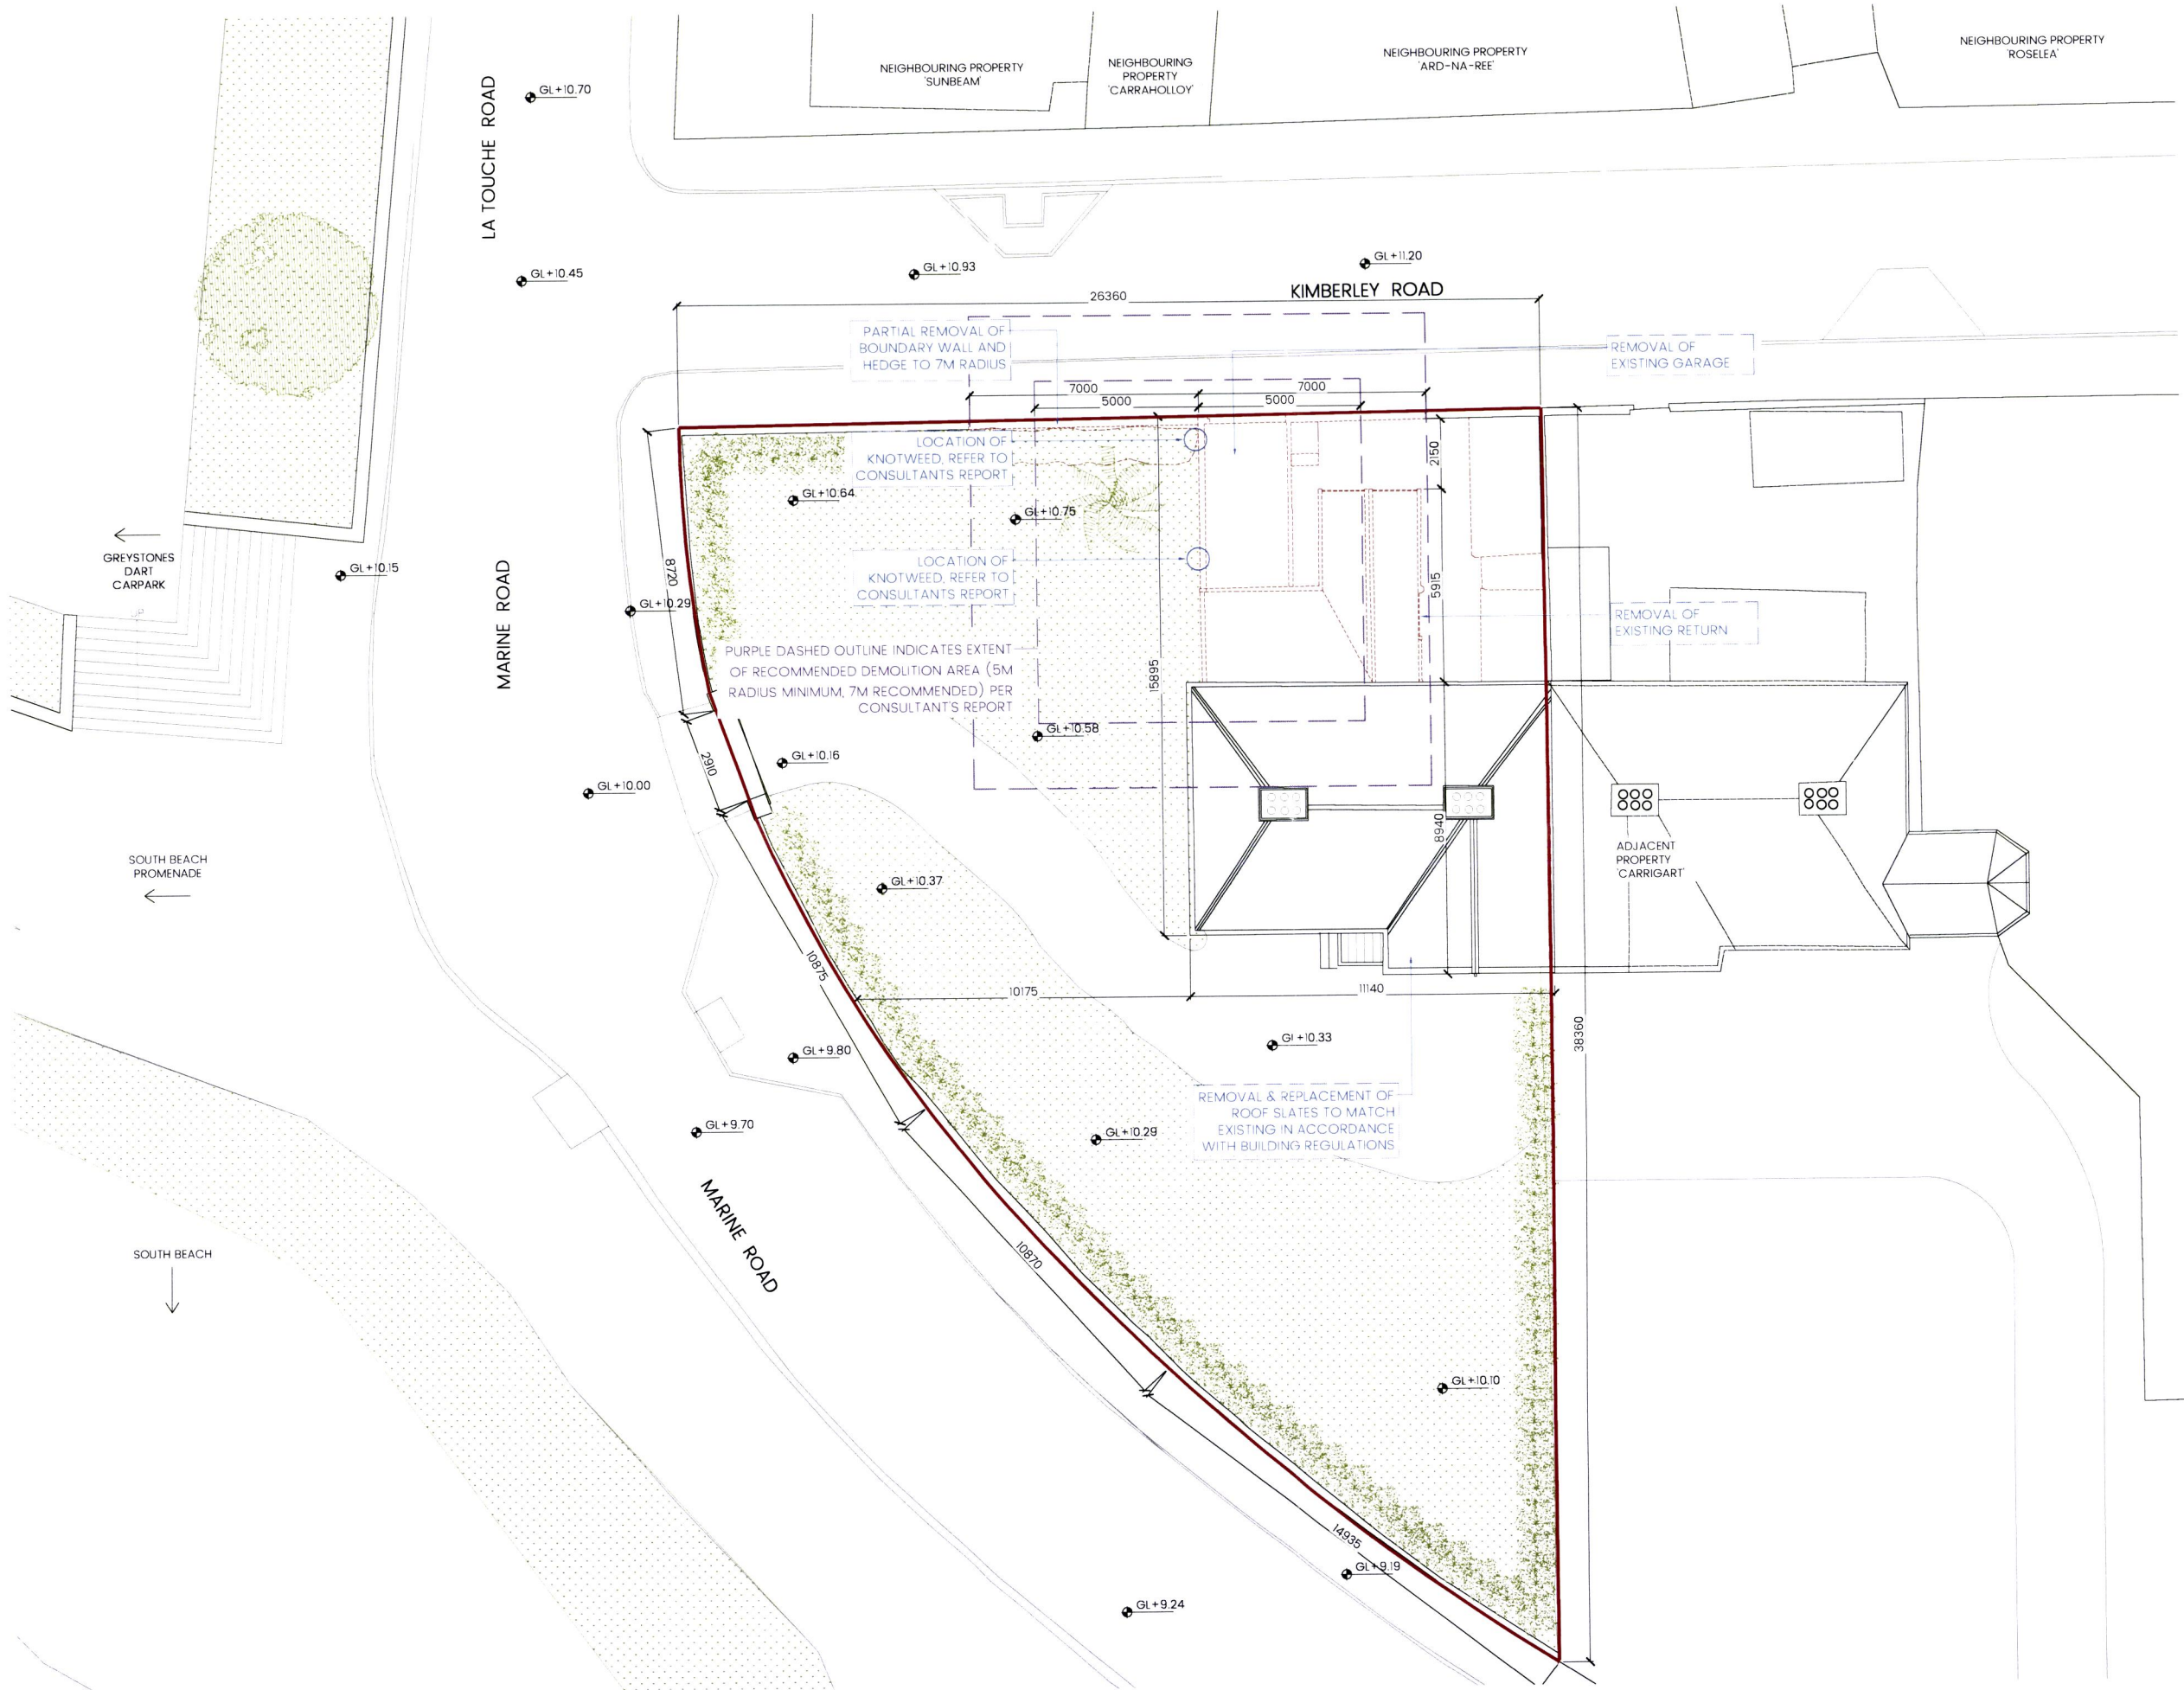 NEIGHBOURING PROPERTY
'SUNBEAM'
NEIGHBOURING
PROPERTY
'CARRAHOLLOY'
NEIGHBOURING PROPERTY
'ARD-NA-REE'
NEIGHBOURING PROPERTY
'ROSELEA'
LA TOUCHE ROAD
GL+10.70
GL+10.45
GL+10.93
GL+11.20
KIMBERLEY ROAD
26360
PARTIAL REMOVAL OF
BOUNDARY WALL AND
HEDGE TO 7M RADIUS
REMOVAL OF
EXISTING GARAGE
7000
7000
5000
5000
LOCATION OF
KNOTWEED, REFER TO
CONSULTANTS REPORT
2150
GL+10.64
GL+10.75
GREYSTONES
DART
CARPARK
UP
GL+10.15
MARINE ROAD
8720
GL+10.29
LOCATION OF
KNOTWEED, REFER TO
CONSULTANTS REPORT
5915
REMOVAL OF
EXISTING RETURN
PURPLE DASHED OUTLINE INDICATES EXTENT
OF RECOMMENDED DEMOLITION AREA (5M
RADIUS MINIMUM, 7M RECOMMENDED) PER
CONSULTANT'S REPORT
15895
GL+10.58
2910
GL+10.16
GL+10.00
8940
ADJACENT
PROPERTY
'CARRIGART'
SOUTH BEACH
PROMENADE
GL+10.37
10875
10175
11140
38360
GL+10.33
GL+9.80
GL+9.70
GL+10.29
REMOVAL & REPLACEMENT OF
ROOF SLATES TO MATCH
EXISTING IN ACCORDANCE
WITH BUILDING REGULATIONS
MARINE ROAD
SOUTH BEACH
10870
GL+10.10
14935
GL+9.19
GL+9.24